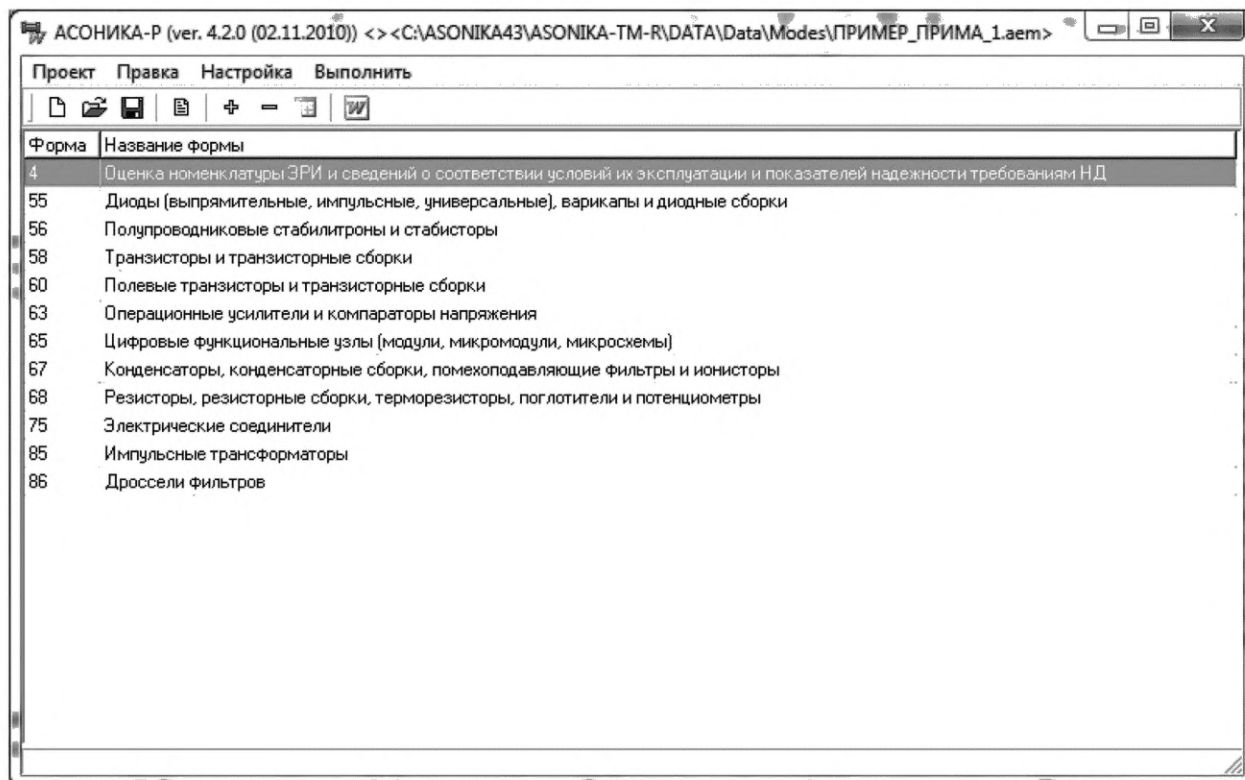 АСОНИКА-Р (ver. 4.2.0 (02.11.2010)) <><C:\ASONIKA43\ASONIKA-TM-R\DATA\Data\Modes\ПРИМЕР_ПРИМА_1.aem>
Проект Правка Настройка Выполнить
Форма Название формы
4 Оценка номенклатуры ЭРИ и сведений о соответствии условий их эксплуатации и показателей надежности требованиям НД
55 Диоды (выпрямительные, импульсные, универсальные), варикапы и диодные сборки
56 Полупроводниковые стабилитроны и стабисторы
58 Транзисторы и транзисторные сборки
60 Полевые транзисторы и транзисторные сборки
63 Операционные усилители и компараторы напряжения
65 Цифровые функциональные узлы (модули, микромодули, микросхемы)
67 Конденсаторы, конденсаторные сборки, помехоподавляющие фильтры и ионисторы
68 Резисторы, резисторные сборки, терморезисторы, поглотители и потенциометры
75 Электрические соединители
85 Импульсные трансформаторы
86 Дроссели фильтров